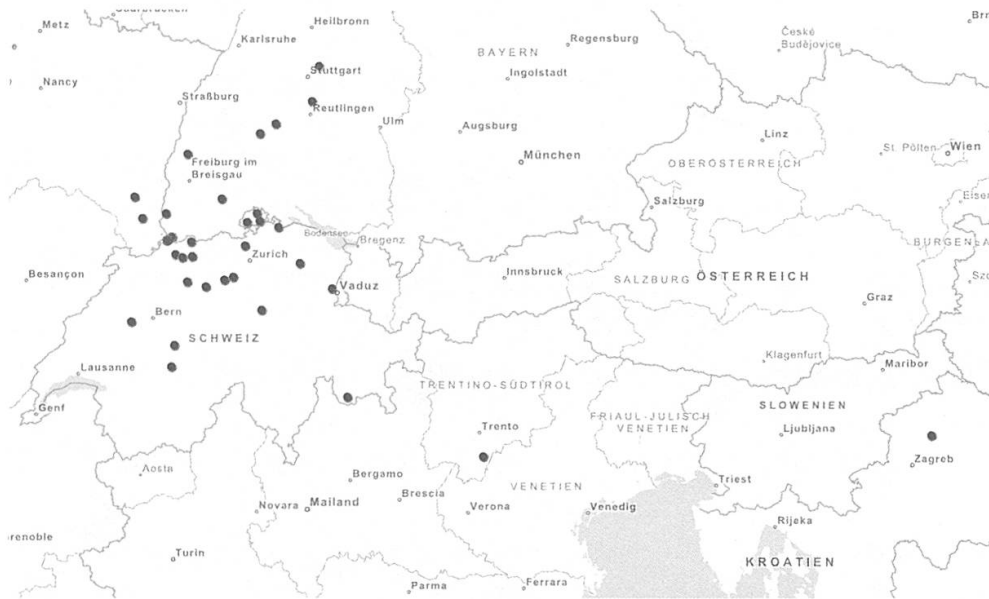 Metz
Heilbronn
Karlsruhe
Regensburg
České
Budějovice
BAYERN
Stuttgart
Ingolstadt
Nancy
Straßburg
Reutlingen
Ulm
Augsburg
Linz
München
St. Pölten
Wien
OBERÖSTERREICH
Freiburg im
Breisgau
Salzburg
Bodensee
Bregenz
Zurich
Besançon
Vaduz
Innsbruck
SALZBURG
ÖSTERREICH
Graz
Bern
SCHWEIZ
Klagenfurt
Maribor
Lausanne
TRENTINO-SÜDTIROL
Genf
SLOWENIEN
FRIAUL-JULISCH
VENETIEN
Trento
Ljubljana
Zagreb
Aosta
Bergamo
Triest
VENETIEN
Brescia
Novara
Mailand
Verona
Venedig
Rijeka
Turin
KROATIEN
Parma
Ferrara